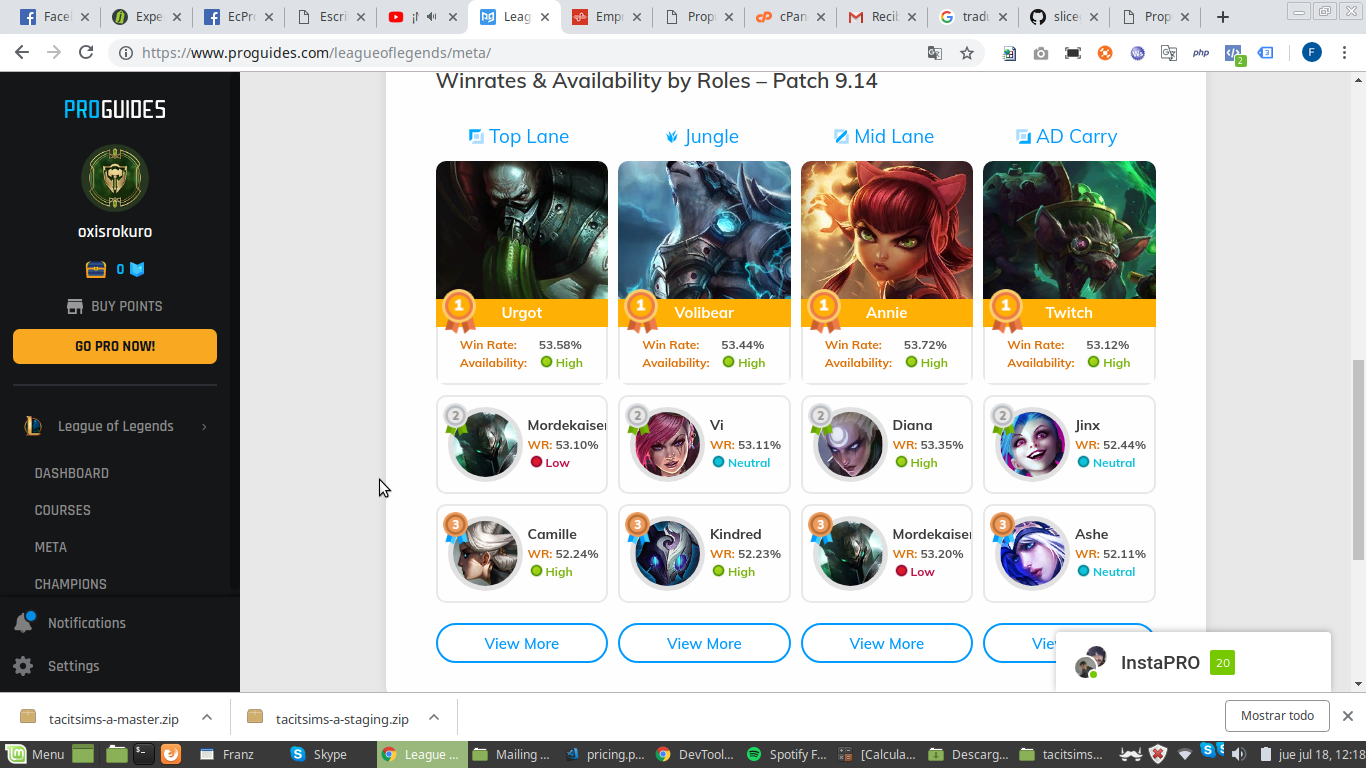 Facel
Expe
EcPro
Escrit
¡M
Leag
Empr
Propi
cPan
Recib
tradu
slice
Prop
https://www.proguides.com/leagueoflegends/meta/
php
2
3
F
PROGUIDES
oxisrokuro
0
BUY POINTS
GO PRO NOW!
League of Legends
DASHBOARD
COURSES
META
CHAMPIONS
Notifications
Settings
Winrates & Availability by Roles – Patch 9.14
Top Lane
Jungle
Mid Lane
AD Carry
1 Urgot
1 Volibear
1 Annie
1 Twitch
Win Rate: 53.58%
Availability: High
Win Rate: 53.44%
Availability: High
Win Rate: 53.72%
Availability: High
Win Rate: 53.12%
Availability: High
2 Mordekaiser
WR: 53.10%
Low
2 Vi
WR: 53.11%
Neutral
2 Diana
WR: 53.35%
High
2 Jinx
WR: 52.44%
Neutral
3 Camille
WR: 52.24%
High
3 Kindred
WR: 52.23%
High
3 Mordekaiser
WR: 53.20%
Low
3 Ashe
WR: 52.11%
Neutral
View More
View More
View More
Vie
InstaPRO 20
tacitsims-a-master.zip
tacitsims-a-staging.zip
Mostrar todo
Menu
Franz
Skype
League ...
Mailing ...
pricing.p...
DevTool...
Spotify F...
[Calcula...
Descarg...
tacitsims...
jue jul 18, 12:18